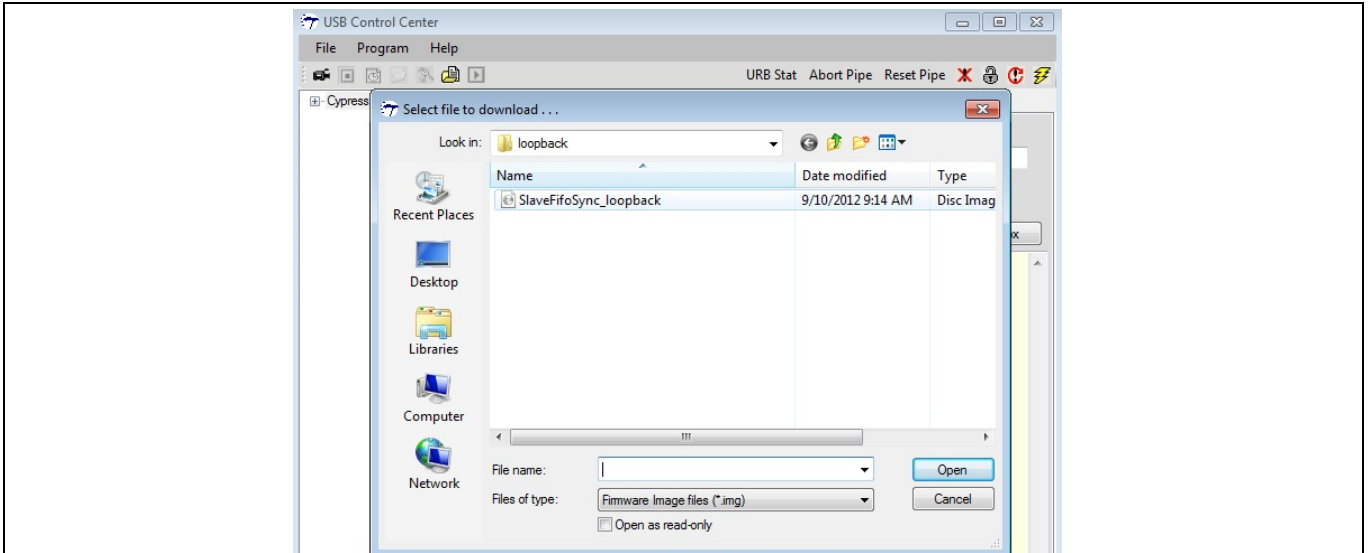 USB Control Center
File Program Help
URB Stat Abort Pipe Reset Pipe
Cypress
Select file to download . . .
Look in: loopback
Name Date modified Type
SlaveFifoSync_loopback 9/10/2012 9:14 AM Disc Imag
Recent Places
Desktop
Libraries
Computer
Network
File name: Open
Files of type: Firmware Image files (*.img) Cancel
Open as read-only